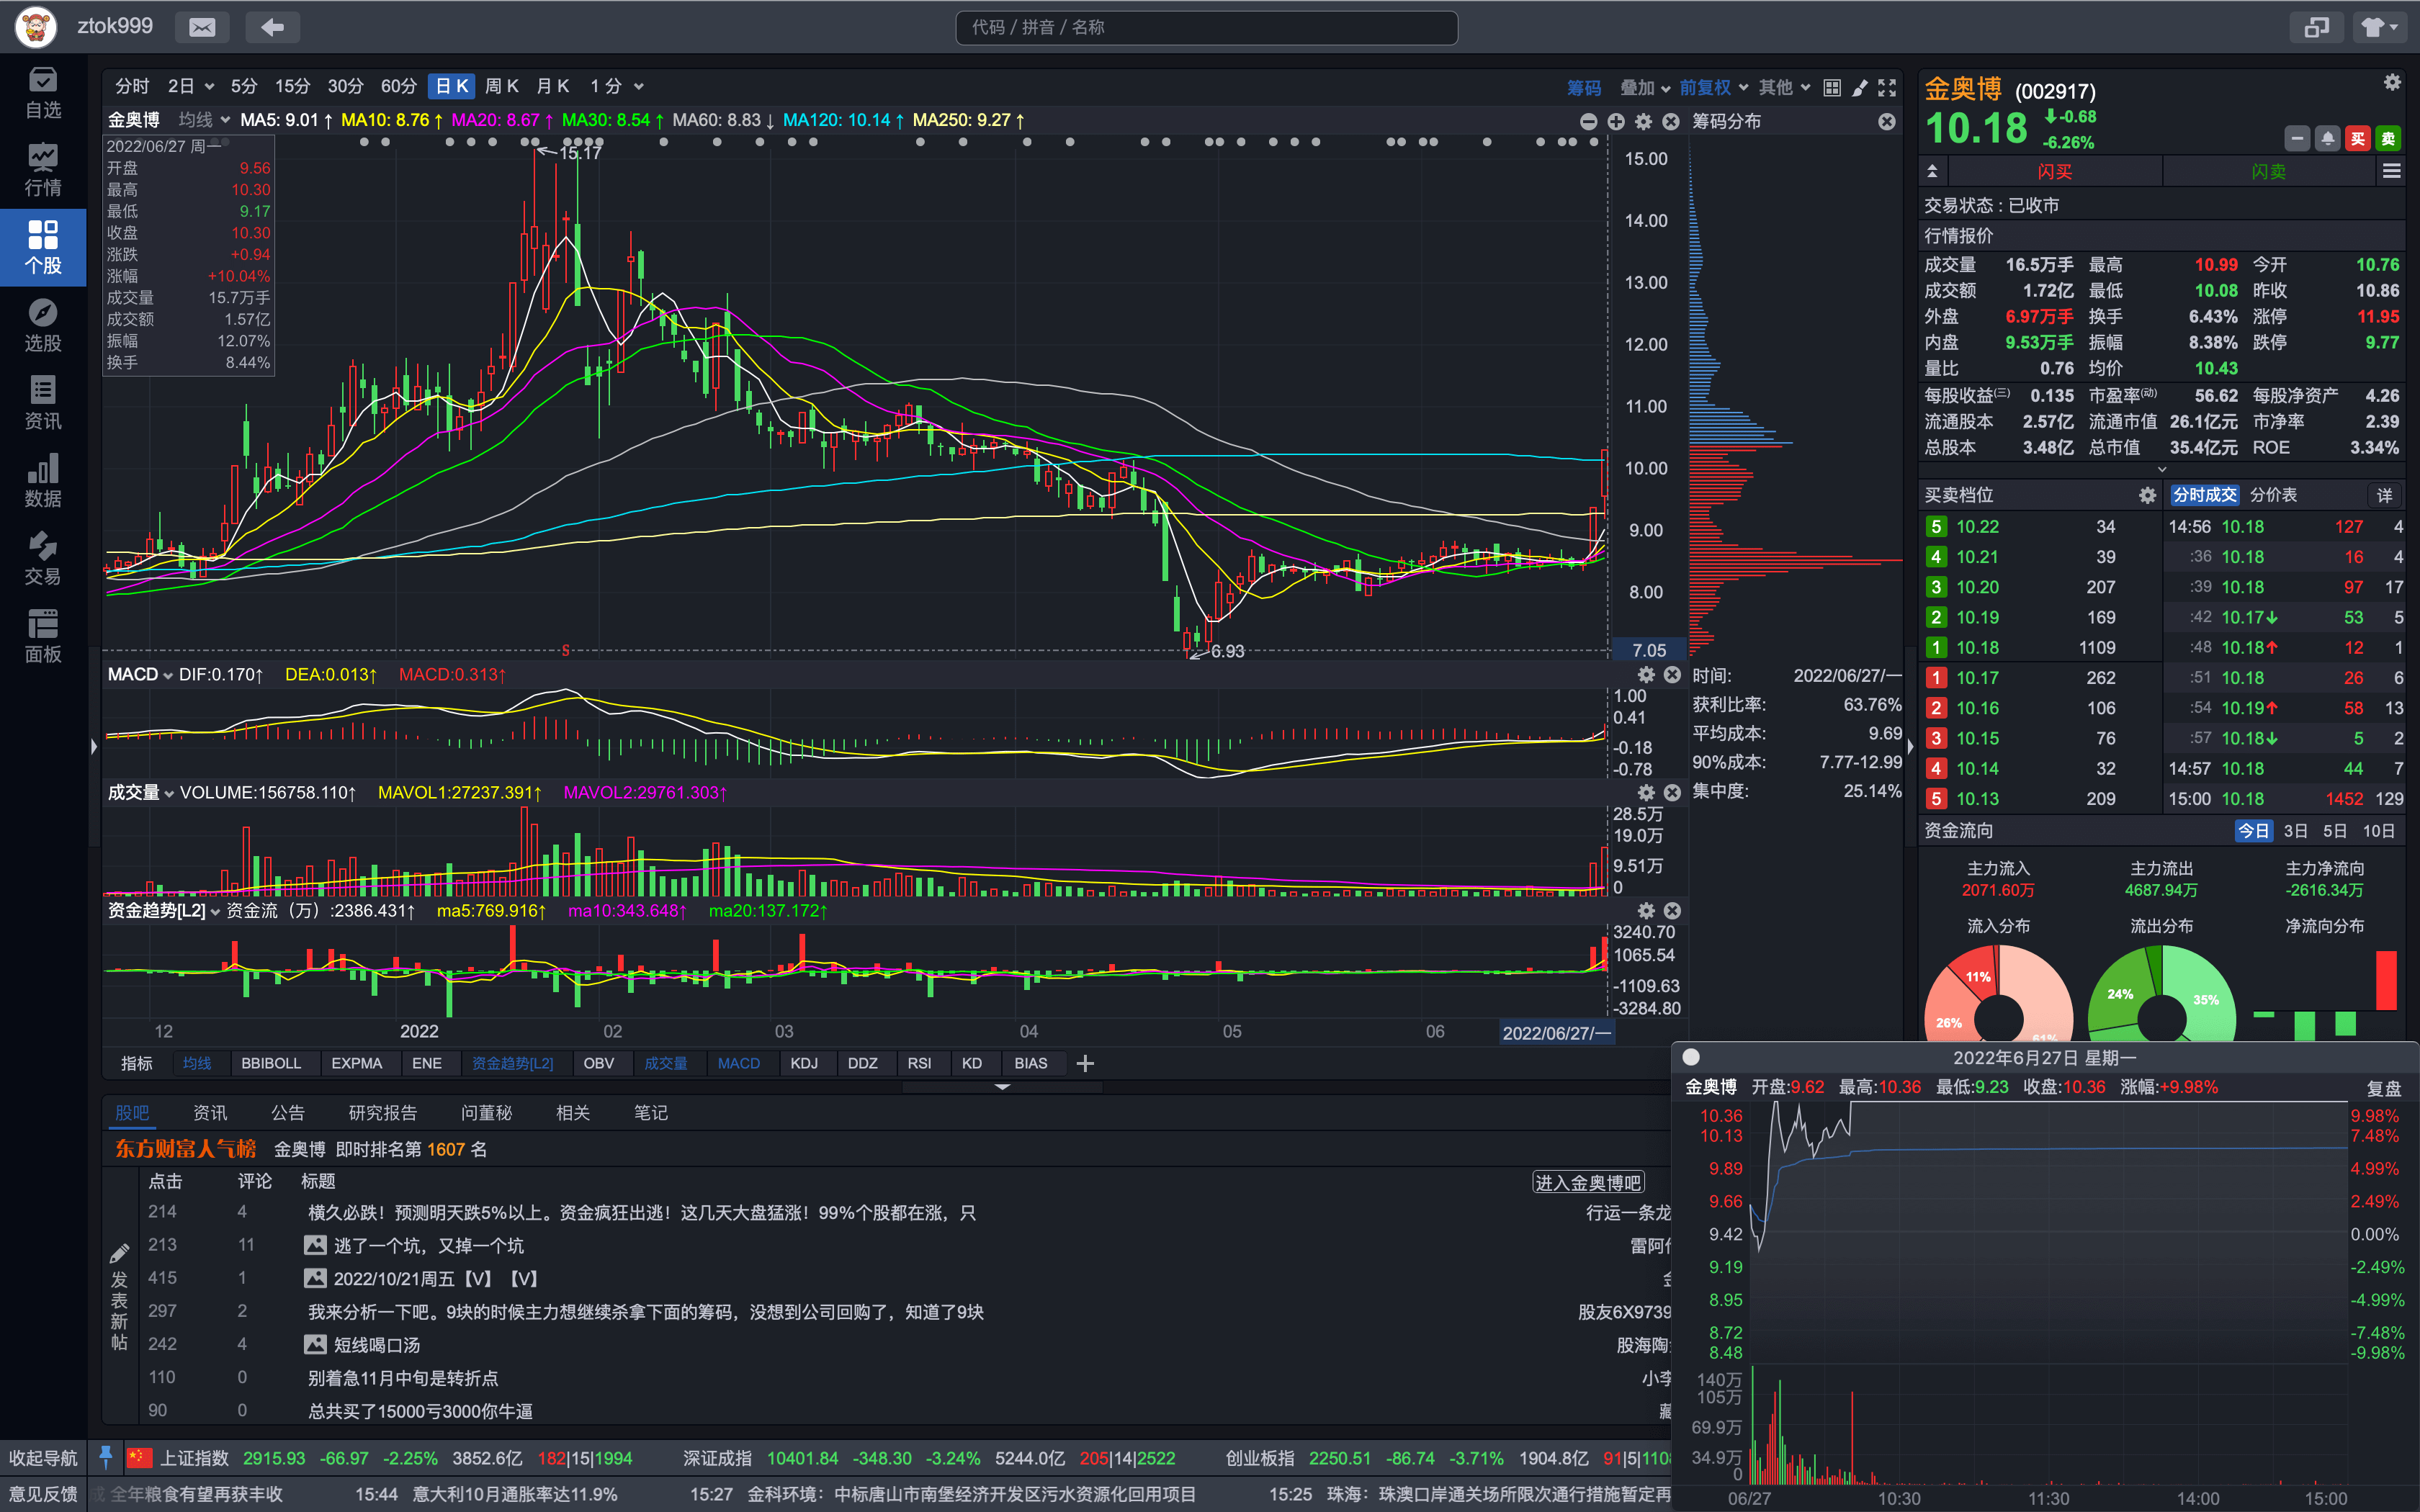 ztok999
代码 / 拼音 / 名称
自选
行情
个股
选股
资讯
数据
交易
面板
分时 2日 5分 15分 30分 60分 日K 周K 月K 1分 筹码 叠加 前复权 其他
金奥博 均线 MA5: 9.01↑ MA10: 8.76↑ MA20: 8.67↑ MA30: 8.54↑ MA60: 8.83↓ MA120: 10.14↑ MA250: 9.27↑
筹码分布
2022/06/27 周一
开盘 9.56
最高 10.30
最低 9.17
收盘 10.30
涨跌 +0.94
涨幅 +10.04%
成交量 15.7万手
成交额 1.57亿
振幅 12.07%
换手 8.44%
15.17
6.93
S
15.00
14.00
13.00
12.00
11.00
10.00
9.00
8.00
7.05
MACD DIF:0.170↑ DEA:0.013↑ MACD:0.313↑
1.00
0.41
-0.18
-0.78
成交量 VOLUME:156758.110↑ MAVOL1:27237.391↑ MAVOL2:29761.303↑
28.5万
19.0万
9.51万
0
资金趋势[L2] 资金流（万）:2386.431↑ ma5:769.916↑ ma10:343.648↑ ma20:137.172↑
3240.70
1065.54
-1109.63
-3284.80
12 2022 02 03 04 05 06 2022/06/27/一
时间: 2022/06/27/一
获利比率: 63.76%
平均成本: 9.69
90%成本: 7.77-12.99
集中度: 25.14%
指标 均线 BBIBOLL EXPMA ENE 资金趋势[L2] OBV 成交量 MACD KDJ DDZ RSI KD BIAS
股吧 资讯 公告 研究报告 问董秘 相关 笔记
东方财富人气榜 金奥博 即时排名第 1607 名
点击 评论 标题 进入金奥博吧
214 4 横久必跌！预测明天跌5%以上。资金疯狂出逃！这几天大盘猛涨！99%个股都在涨，只 行运一条龙
213 11 逃了一个坑，又掉一个坑 雷阿
415 1 2022/10/21周五【V】【V】
297 2 我来分析一下吧。9块的时候主力想继续杀拿下面的筹码，没想到公司回购了，知道了9块 股友6X9739
242 4 短线喝口汤 股海陶
110 0 别着急11月中旬是转折点 小李
90 0 总共买了15000亏3000你牛逼 藏
发表新帖
金奥博 (002917)
10.18 -0.68
-6.26%
买 卖
闪买 闪卖
交易状态：已收市
行情报价
成交量 16.5万手 最高 10.99 今开 10.76
成交额 1.72亿 最低 10.08 昨收 10.86
外盘 6.97万手 换手 6.43% 涨停 11.95
内盘 9.53万手 振幅 8.38% 跌停 9.77
量比 0.76 均价 10.43
每股收益(三) 0.135 市盈率(动) 56.62 每股净资产 4.26
流通股本 2.57亿 流通市值 26.1亿元 市净率 2.39
总股本 3.48亿 总市值 35.4亿元 ROE 3.34%
买卖档位 分时成交 分价表 详
5 10.22 34 14:56 10.18 127 4
4 10.21 39 :36 10.18 16 4
3 10.20 207 :39 10.18 97 17
2 10.19 169 :42 10.17↓ 53 5
1 10.18 1109 :48 10.18↑ 12 1
1 10.17 262 :51 10.18 26 6
2 10.16 106 :54 10.19↑ 58 13
3 10.15 76 :57 10.18↓ 5 2
4 10.14 32 14:57 10.18 44 7
5 10.13 209 15:00 10.18 1452 129
资金流向 今日 3日 5日 10日
主力流入 主力流出 主力净流向
2071.60万 4687.94万 -2616.34万
流入分布 流出分布 净流向分布
11% 26% 61% 24% 35%
2022年6月27日 星期一
金奥博 开盘:9.62 最高:10.36 最低:9.23 收盘:10.36 涨幅:+9.98% 复盘
10.36 9.98%
10.13 7.48%
9.89 4.99%
9.66 2.49%
9.42 0.00%
9.19 -2.49%
8.95 -4.99%
8.72 -7.48%
8.48 -9.98%
140万
105万
69.9万
34.9万
0
06/27 10:30 11:30 14:00 15:00
收起导航 上证指数 2915.93 -66.97 -2.25% 3852.6亿 182|15|1994 深证成指 10401.84 -348.30 -3.24% 5244.0亿 205|14|2522 创业板指 2250.51 -86.74 -3.71% 1904.8亿 91|5|110
意见反馈 全年粮食有望再获丰收 15:44 意大利10月通胀率达11.9% 15:27 金科环境：中标唐山市南堡经济开发区污水资源化回用项目 15:25 珠海：珠澳口岸通关场所限次通行措施暂定再